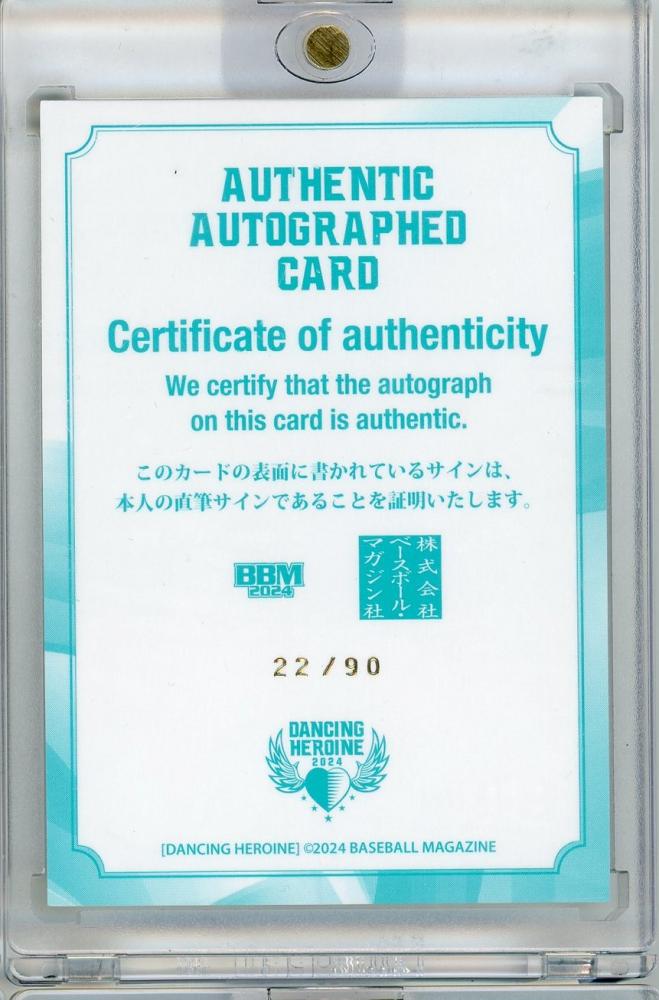 AUTHENTIC
AUTOGRAPHED
CARD
Certificate of authenticity
We certify that the autograph
on this card is authentic.
このカードの表面に書かれているサインは、
本人の直筆サインであることを証明いたします。
BBM
2024
株式会社
ベースボール・
マガジン社
22/90
DANCING
HEROINE
2024
[DANCING HEROINE] ©2024 BASEBALL MAGAZINE